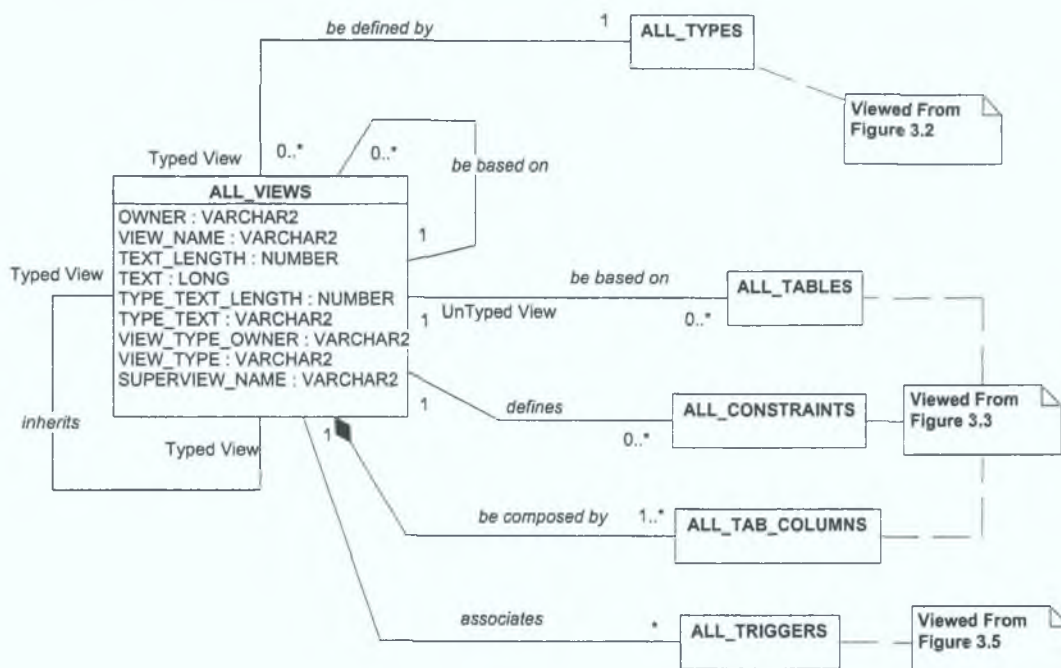 be defined by
1
ALL_TYPES
Viewed From
Figure 3.2
Typed View
0..*
0..*
be based on
ALL_VIEWS
OWNER : VARCHAR2
VIEW_NAME : VARCHAR2
TEXT_LENGTH : NUMBER
TEXT : LONG
TYPE_TEXT_LENGTH : NUMBER
TYPE_TEXT : VARCHAR2
VIEW_TYPE_OWNER : VARCHAR2
VIEW_TYPE : VARCHAR2
SUPERVIEW_NAME : VARCHAR2
1
Typed View
be based on
ALL_TABLES
1
UnTyped View
0..*
inherits
Typed View
1
defines
0..*
ALL_CONSTRAINTS
Viewed From
Figure 3.3
1
be composed by
1..*
ALL_TAB_COLUMNS
associates
*
ALL_TRIGGERS
Viewed From
Figure 3.5